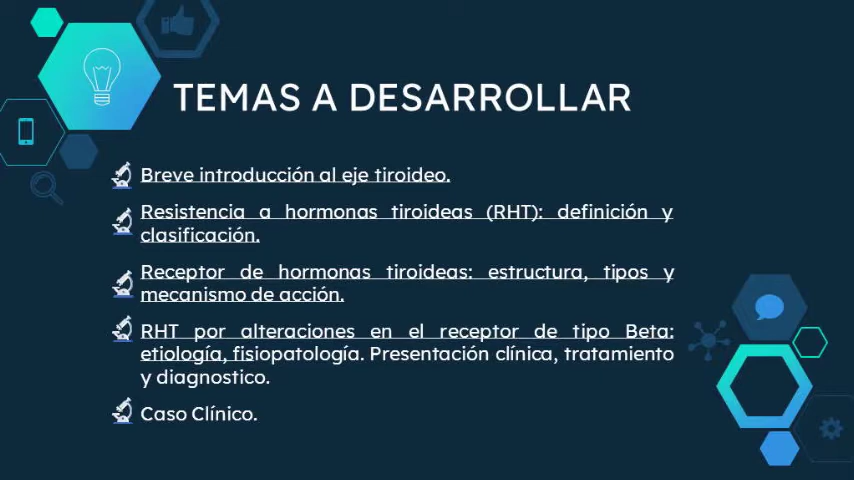 TEMAS A DESARROLLAR
Breve introducción al eje tiroideo.
Resistencia a hormonas tiroideas (RHT): definición y
clasificación.
Receptor de hormonas tiroideas: estructura, tipos y
mecanismo de acción.
RHT por alteraciones en el receptor de tipo Beta:
etiología, fisiopatología. Presentación clínica, tratamiento
y diagnostico.
Caso Clínico.